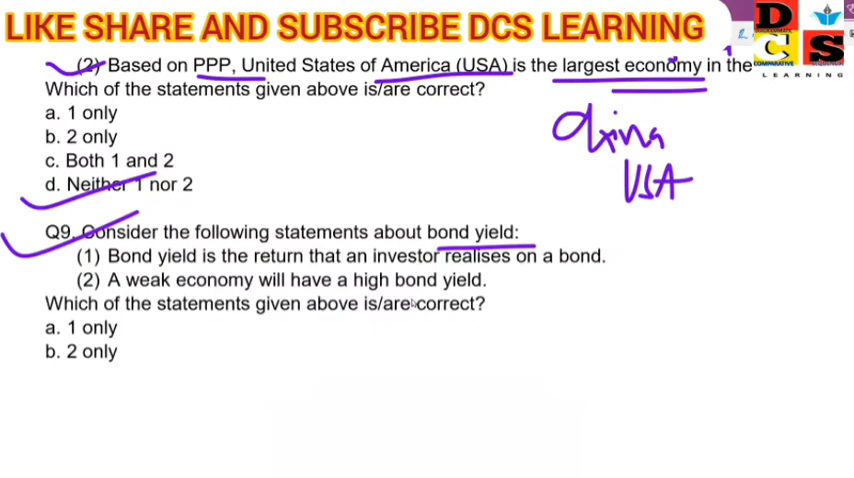 LIKE SHARE AND SUBSCRIBE DCS LEARNING
D
C
S
PROGRAMMATIC
COMPARATIVE
LEARNING
(2) Based on PPP, United States of America (USA) is the largest economy in the
Which of the statements given above is/are correct?
a. 1 only
b. 2 only
c. Both 1 and 2
d. Neither 1 nor 2
China
USA
Q9. Consider the following statements about bond yield:
(1) Bond yield is the return that an investor realises on a bond.
(2) A weak economy will have a high bond yield.
Which of the statements given above is/are correct?
a. 1 only
b. 2 only